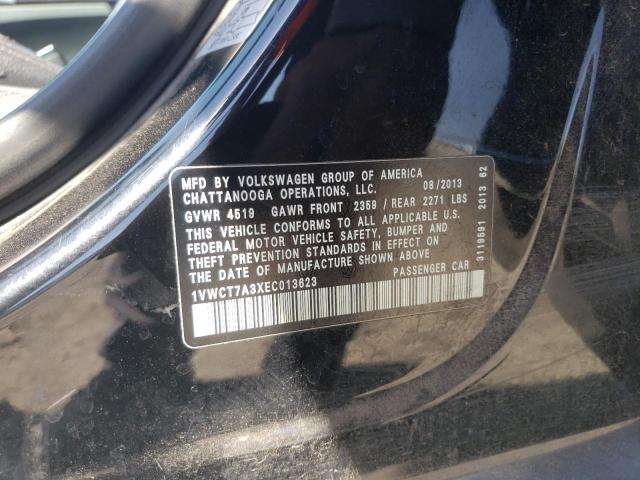 MFD BY VOLKSWAGEN GROUP OF AMERICA
CHATTANOOGA OPERATIONS, LLC. 08/2013
GVWR 4519 GAWR FRONT 2359 / REAR 2271 LBS
THIS VEHICLE CONFORMS TO ALL APPLICABLE U.S.
FEDERAL MOTOR VEHICLE SAFETY, BUMPER AND
THEFT PREVENTION STANDARDS IN EFFECT ON
THE DATE OF MANUFACTURE SHOWN ABOVE.
1VWCT7A3XEC013623 PASSENGER CAR
3119591 2013 62